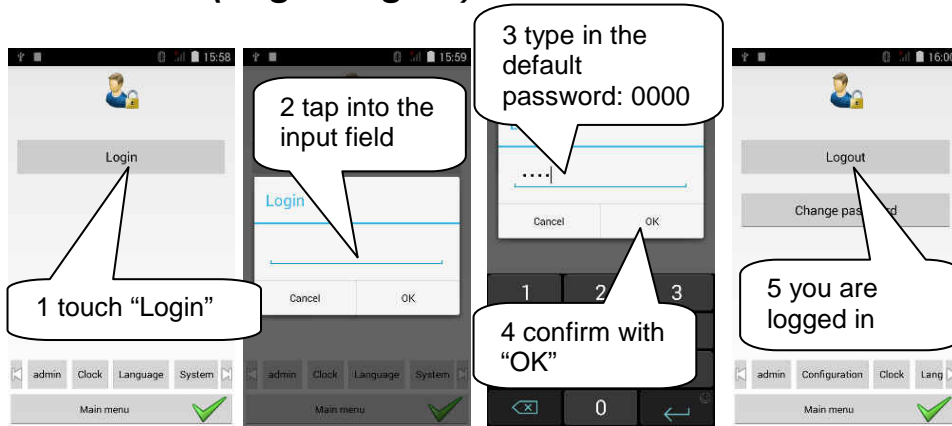 15:58
Login
1 touch “Login”
admin Clock Language System
Main menu
15:59
2 tap into the
input field
Login
Cancel OK
admin Clock Language System
Main menu
3 type in the
default
password: 0000
Cancel OK
1 2 3
4 confirm with
“OK”
0
16:00
Logout
Change
5 you are
logged in
admin Configuration Clock Lang
Main menu